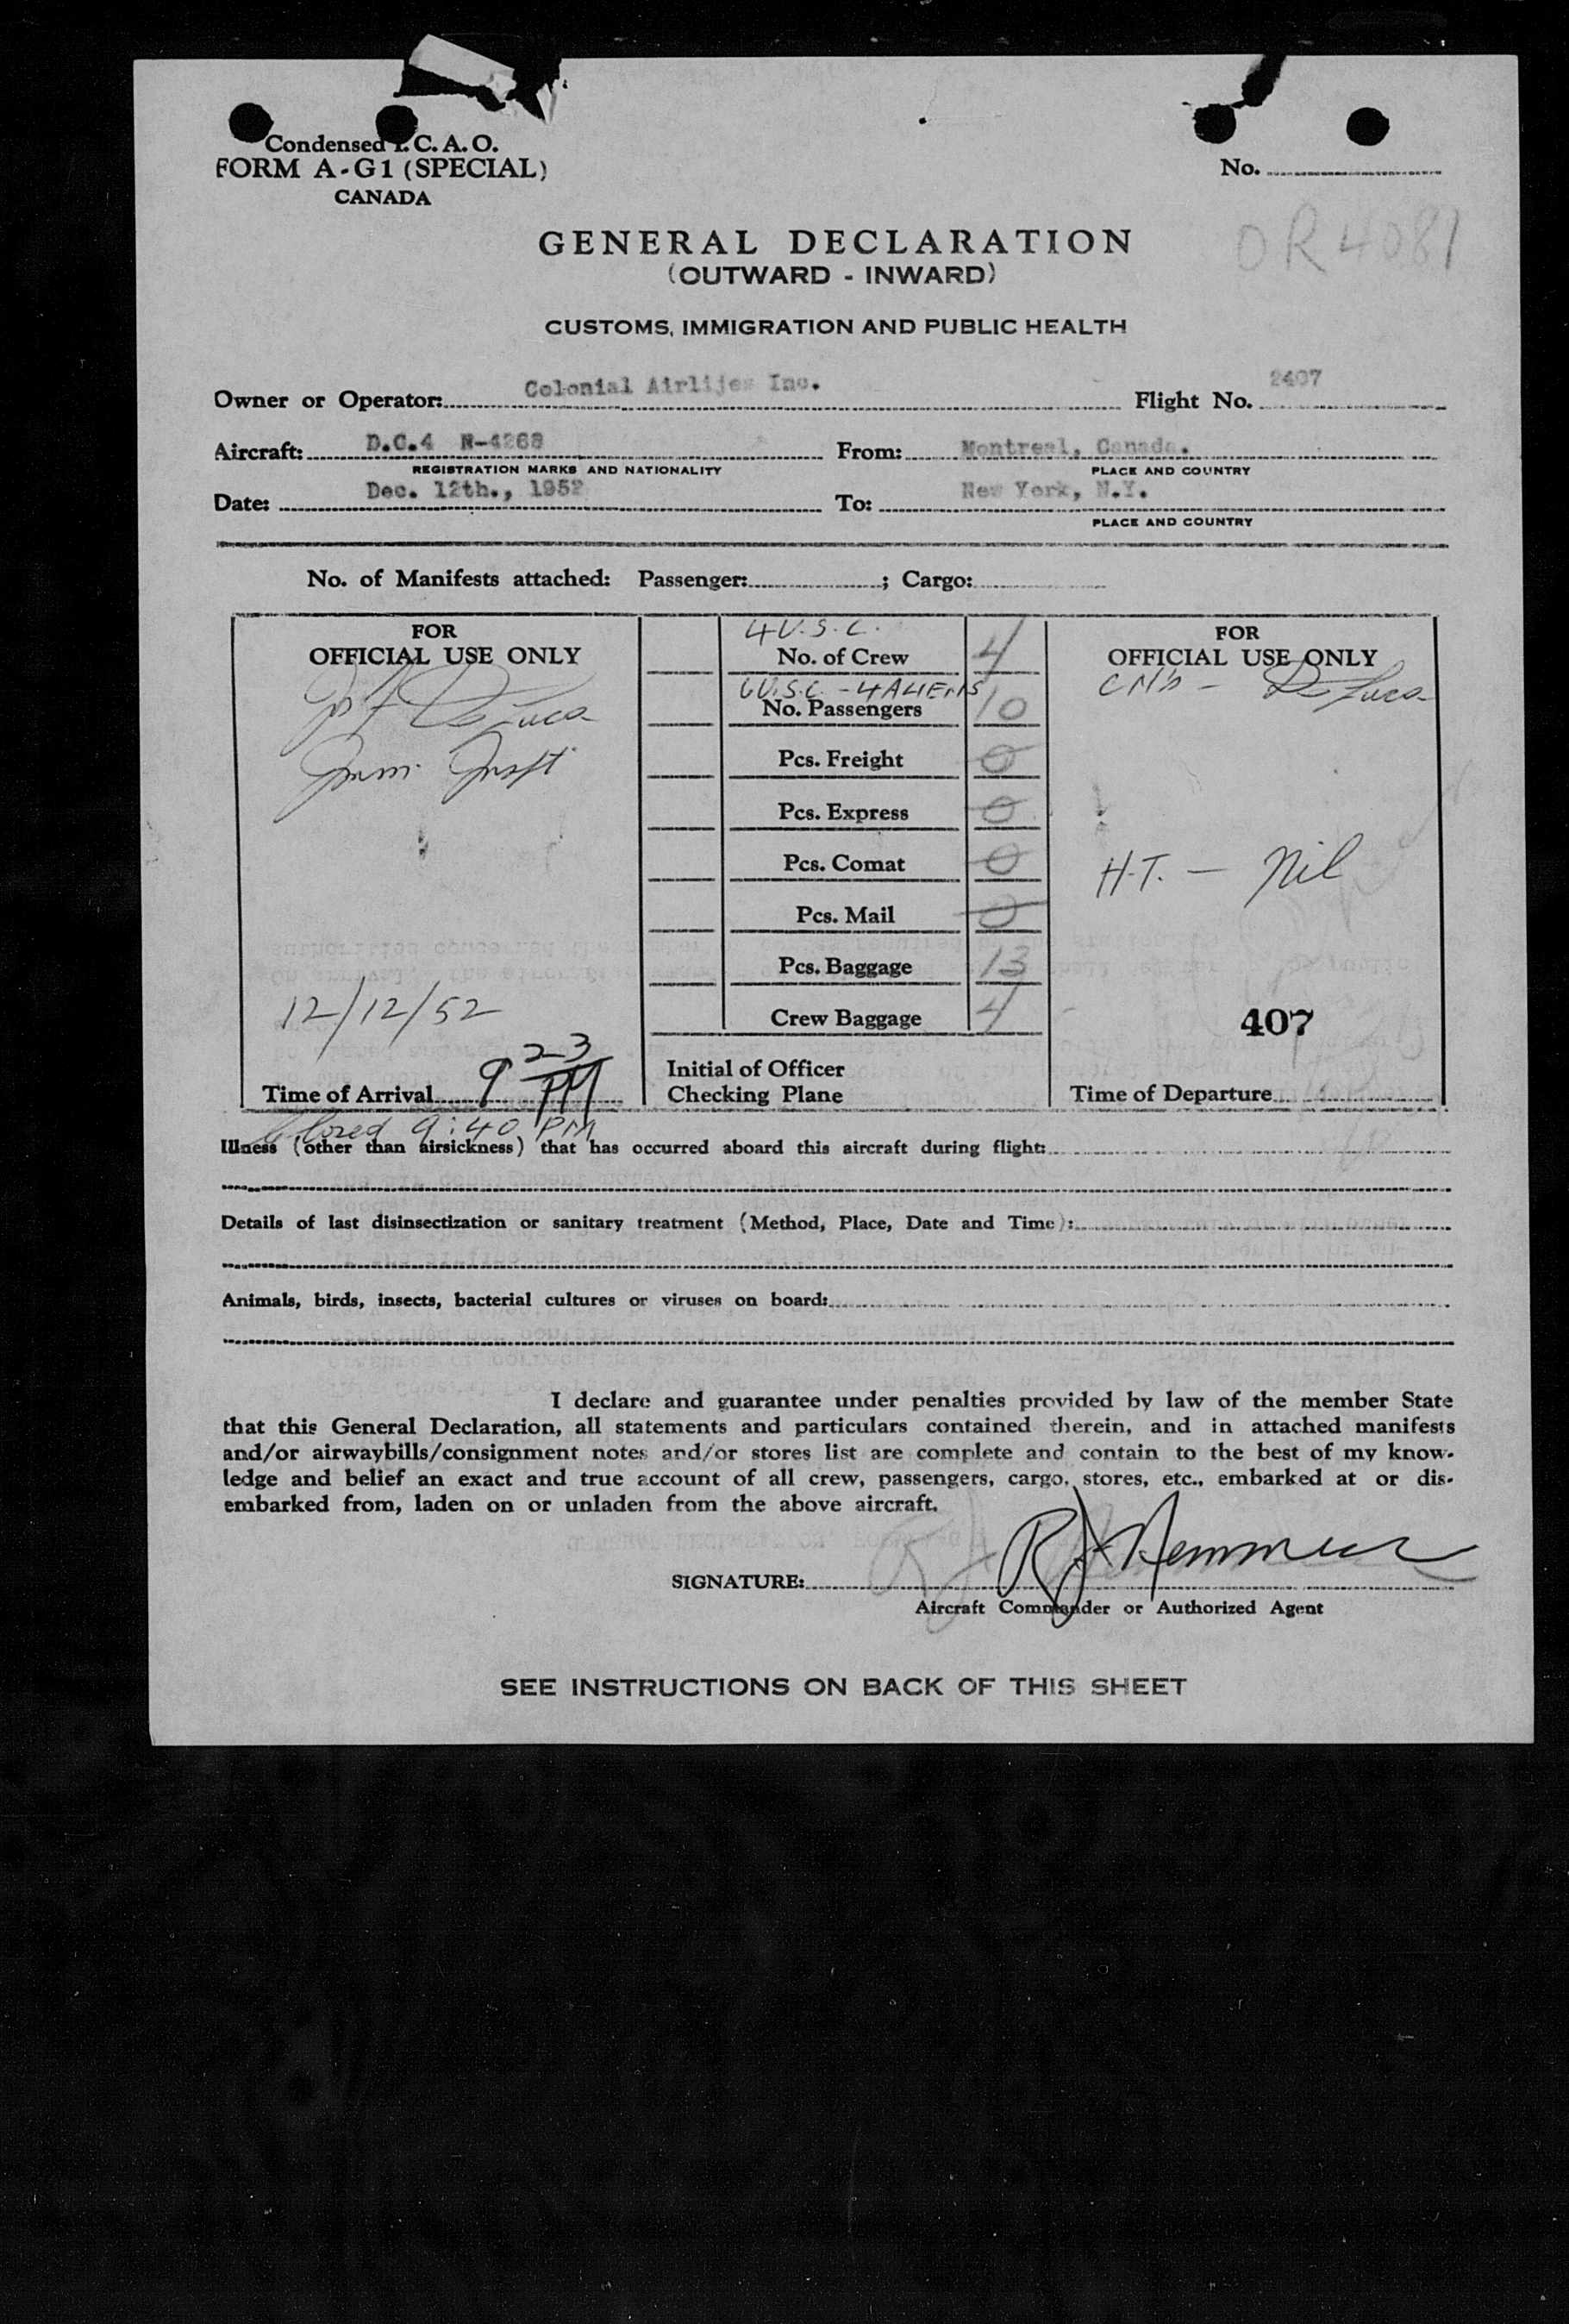 Condensed I.C.A.O.
FORM A-G1 (SPECIAL)
CANADA
No.
OR4081
GENERAL DECLARATION
(OUTWARD - INWARD)
CUSTOMS, IMMIGRATION AND PUBLIC HEALTH
Owner or Operator: Colonial Airlijes Inc. Flight No. 2407
Aircraft: D.C.4 N-4268 From: Montreal, Canada.
REGISTRATION MARKS AND NATIONALITY PLACE AND COUNTRY
Date: Dec. 12th., 1952 To: New York, N.Y.
PLACE AND COUNTRY
No. of Manifests attached: Passenger: ; Cargo:
FOR
OFFICIAL USE ONLY
De Luca
Imm. Inspt.
12/12/52
Time of Arrival 9 23 PM
Closed 9:40 PM
4 U.S.C.
No. of Crew 4
6 U.S.C. - 4 ALIENS
No. Passengers 10
Pcs. Freight 0
Pcs. Express 0
Pcs. Comat 0
Pcs. Mail 0
Pcs. Baggage 13
Crew Baggage 4
Initial of Officer
Checking Plane
FOR
OFFICIAL USE ONLY
De Luca
H.T. - Nil
407
Time of Departure
Illness (other than airsickness) that has occurred aboard this aircraft during flight:
Details of last disinsectization or sanitary treatment (Method, Place, Date and Time):
Animals, birds, insects, bacterial cultures or viruses on board:
I declare and guarantee under penalties provided by law of the member State
that this General Declaration, all statements and particulars contained therein, and in attached manifests
and/or airwaybills/consignment notes and/or stores list are complete and contain to the best of my know-
ledge and belief an exact and true account of all crew, passengers, cargo, stores, etc., embarked at or dis-
embarked from, laden on or unladen from the above aircraft.
SIGNATURE:
Aircraft Commander or Authorized Agent
SEE INSTRUCTIONS ON BACK OF THIS SHEET